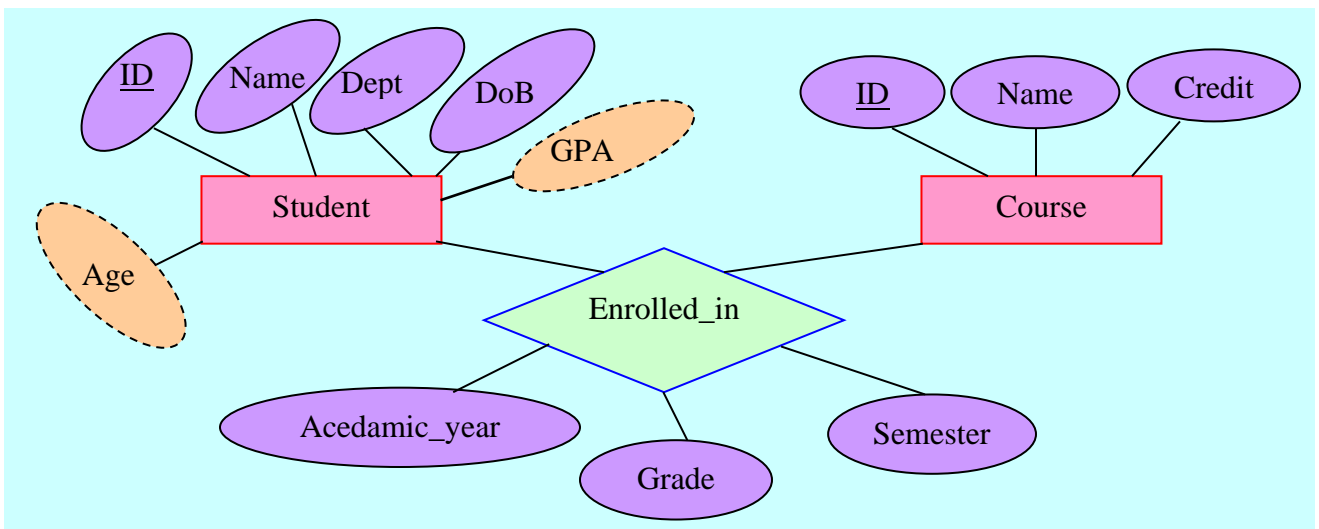 ID
Name
Dept
DoB
GPA
ID
Name
Credit
Student
Course
Age
Enrolled_in
Acedamic_year
Semester
Grade